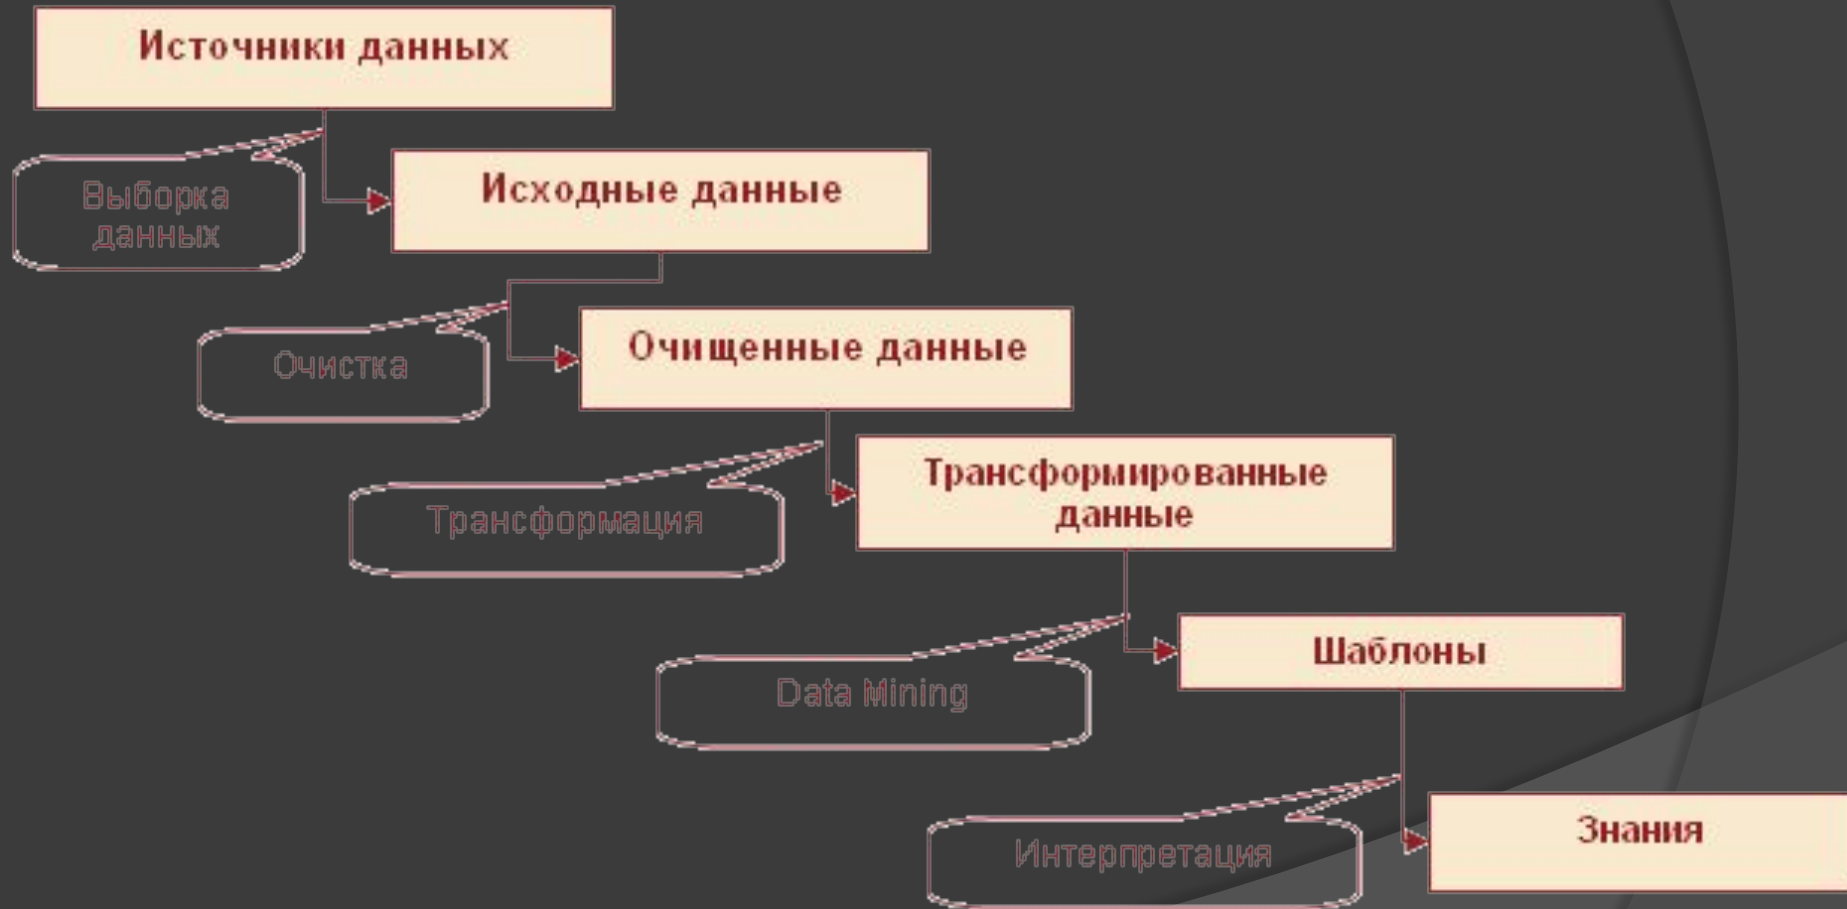 Источники данных
Выборка
данных
Исходные данные
Очистка
Очищенные данные
Трансформация
Трансформированные
данные
Data Mining
Шаблоны
Интерпретация
Знания